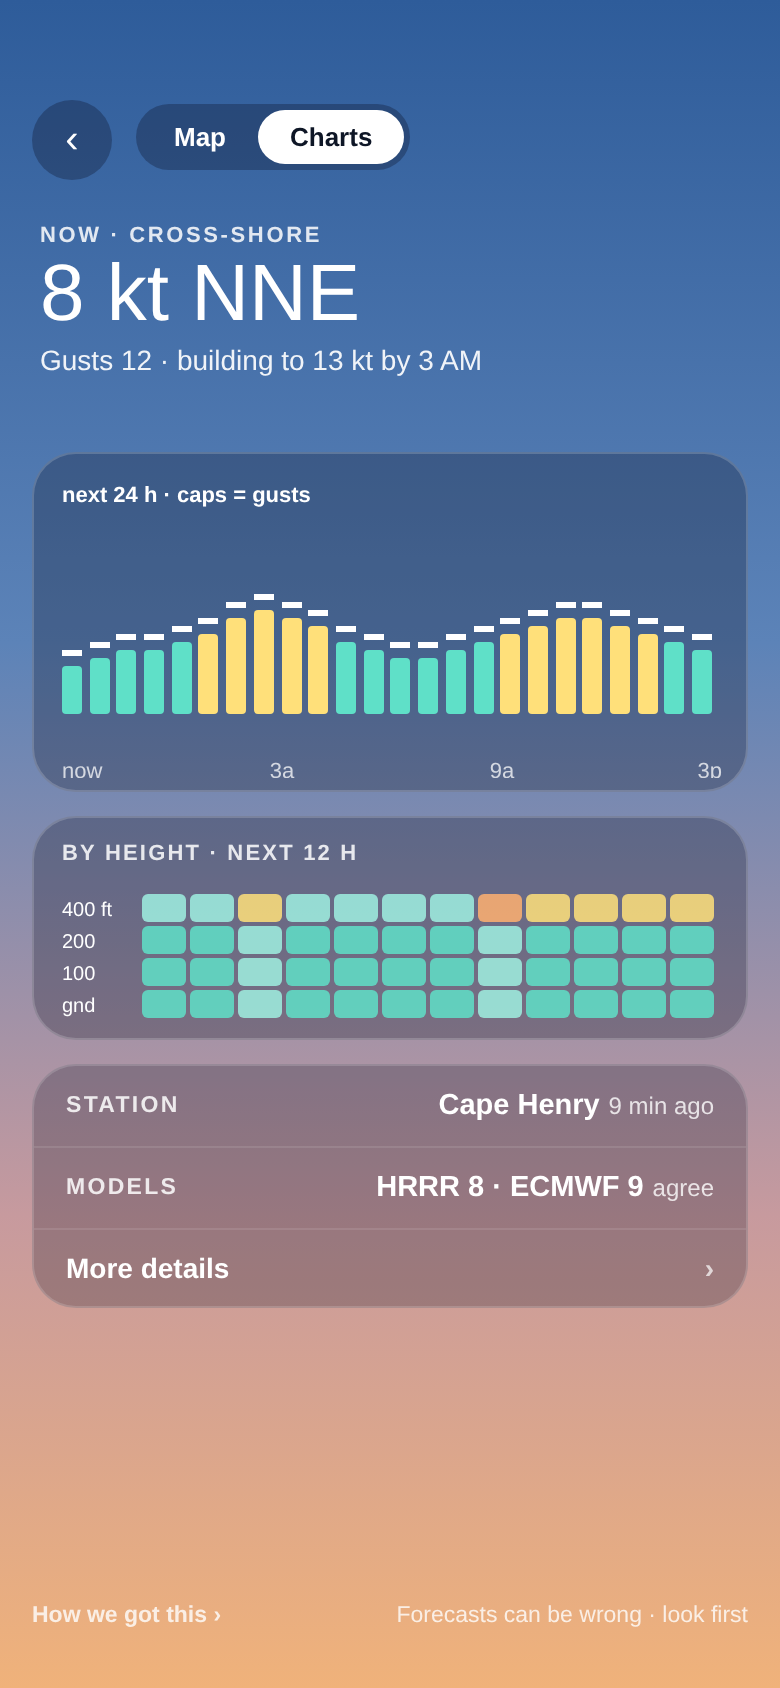 ‹
Map Charts
NOW · CROSS-SHORE
8 kt NNE
Gusts 12 · building to 13 kt by 3 AM
next 24 h · caps = gusts
now 3a 9a 3p
BY HEIGHT · NEXT 12 H
400 ft
200
100
gnd
STATION Cape Henry 9 min ago
MODELS HRRR 8 · ECMWF 9 agree
More details ›
How we got this › Forecasts can be wrong · look first